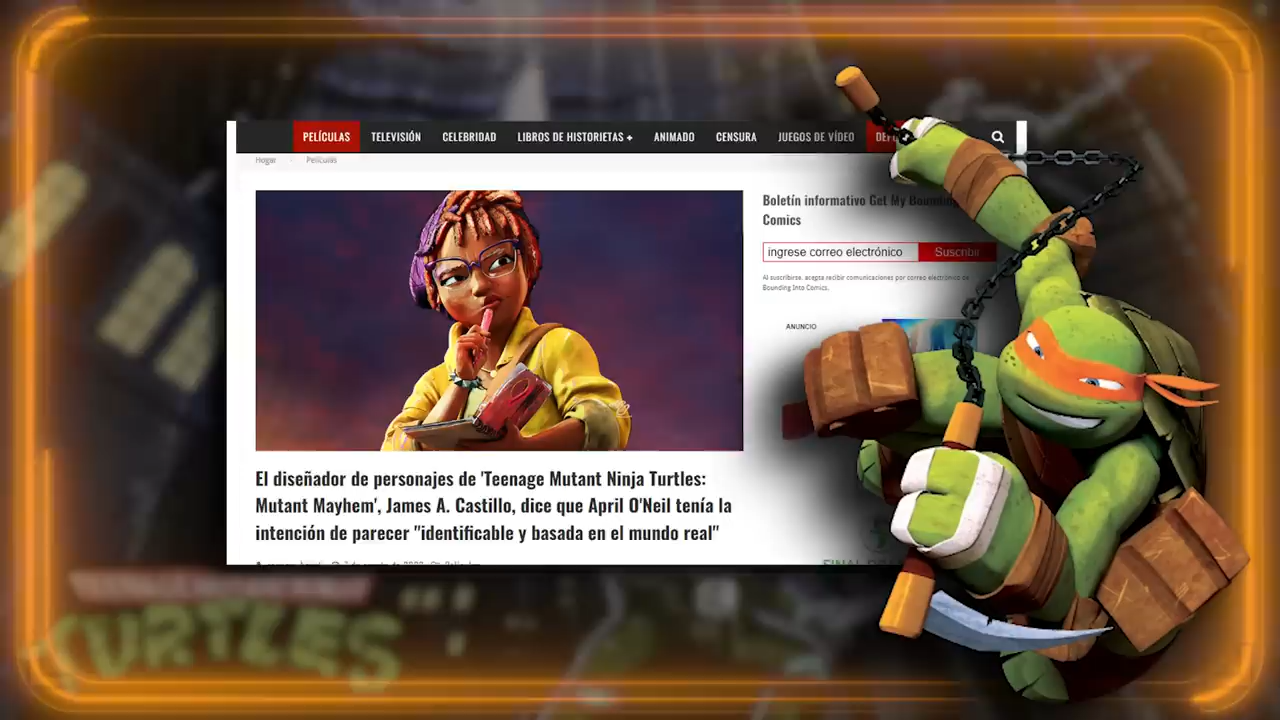 PELÍCULAS TELEVISIÓN CELEBRIDAD LIBROS DE HISTORIETAS + ANIMADO CENSURA JUEGOS DE VÍDEO
Hogar Películas
Boletín informativo Get My Bounding
Comics
ingrese correo electrónico Suscribir
Al suscribirse, acepta recibir comunicaciones por correo electrónico de
Bounding Into Comics.
ANUNCIO
El diseñador de personajes de 'Teenage Mutant Ninja Turtles:
Mutant Mayhem', James A. Castillo, dice que April O'Neil tenía la
intención de parecer "identificable y basada en el mundo real"
TURTLES